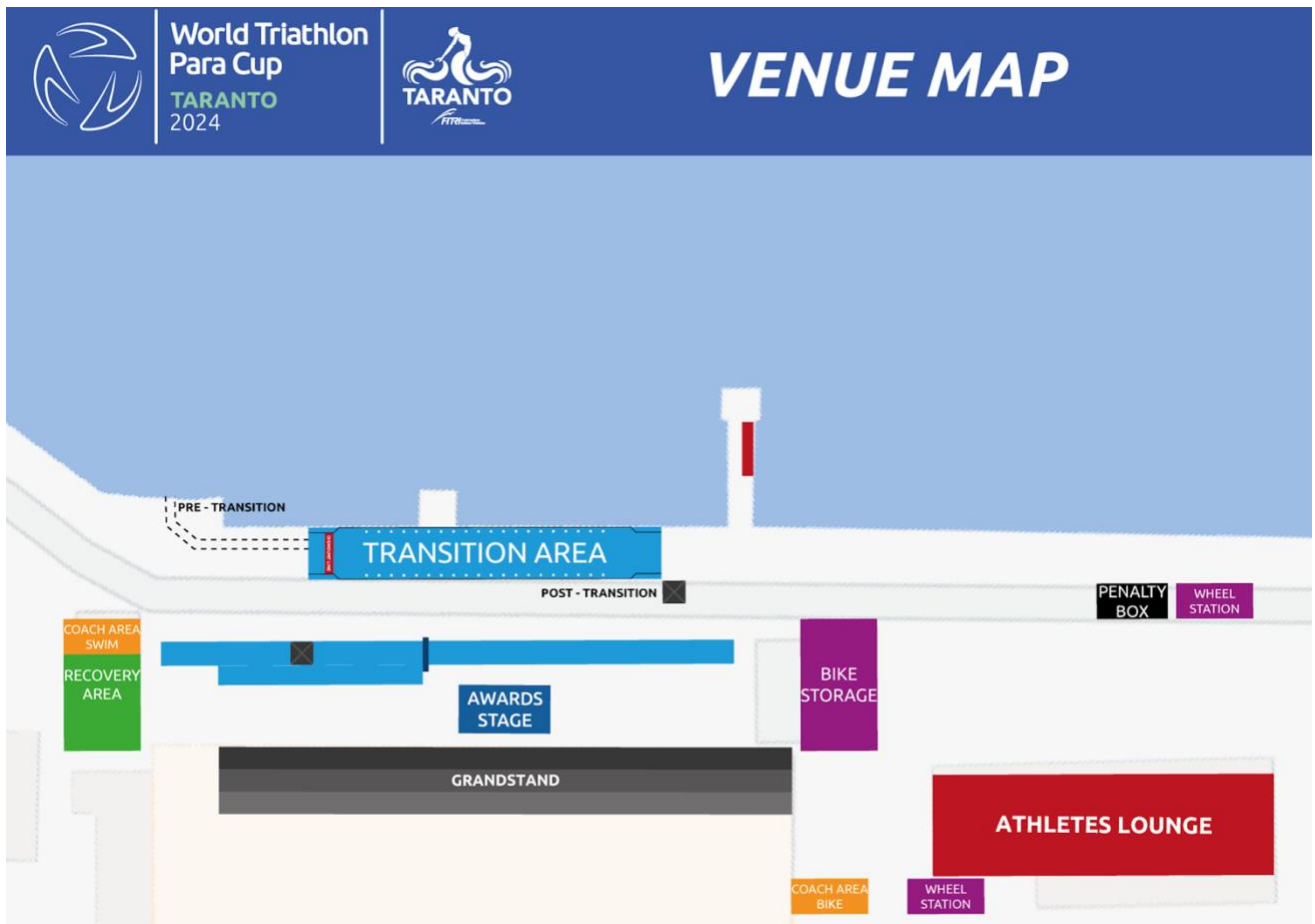 World Triathlon
Para Cup
TARANTO
2024
TARANTO
FITRI
VENUE MAP
PRE - TRANSITION
TRANSITION AREA
POST - TRANSITION
PENALTY
BOX
WHEEL
STATION
COACH AREA
SWIM
RECOVERY
AREA
AWARDS
STAGE
BIKE
STORAGE
GRANDSTAND
ATHLETES LOUNGE
COACH AREA
BIKE
WHEEL
STATION